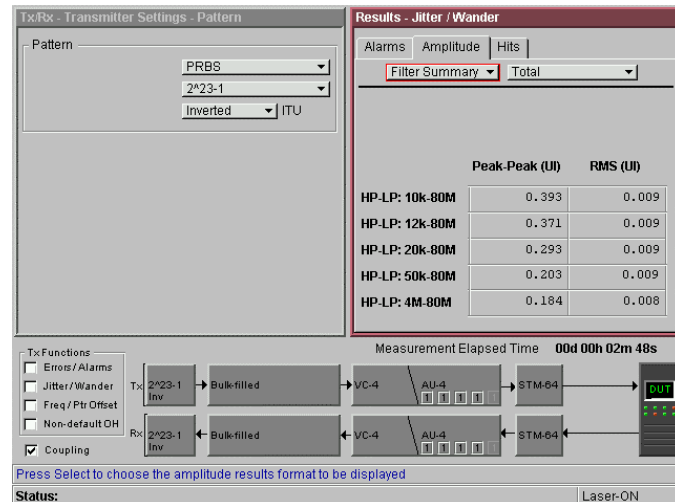 Tx/Rx - Transmitter Settings - Pattern
Pattern
PRBS
2^23-1
Inverted ITU
Results - Jitter / Wander
Alarms Amplitude Hits
Filter Summary Total
Peak-Peak (UI) RMS (UI)
HP-LP: 10k-80M 0.393 0.009
HP-LP: 12k-80M 0.371 0.009
HP-LP: 20k-80M 0.293 0.009
HP-LP: 50k-80M 0.203 0.009
HP-LP: 4M-80M 0.184 0.008
Measurement Elapsed Time 00d 00h 02m 48s
Tx Functions
Errors / Alarms
Jitter / Wander
Freq / Ptr Offset
Non-default OH
Coupling
Tx 2^23-1 Inv Bulk-filled VC-4 AU-4 1 1 1 1 1 STM-64 DUT
Rx 2^23-1 Inv Bulk-filled VC-4 AU-4 1 1 1 1 1 STM-64
Press Select to choose the amplitude results format to be displayed
Status: Laser-ON